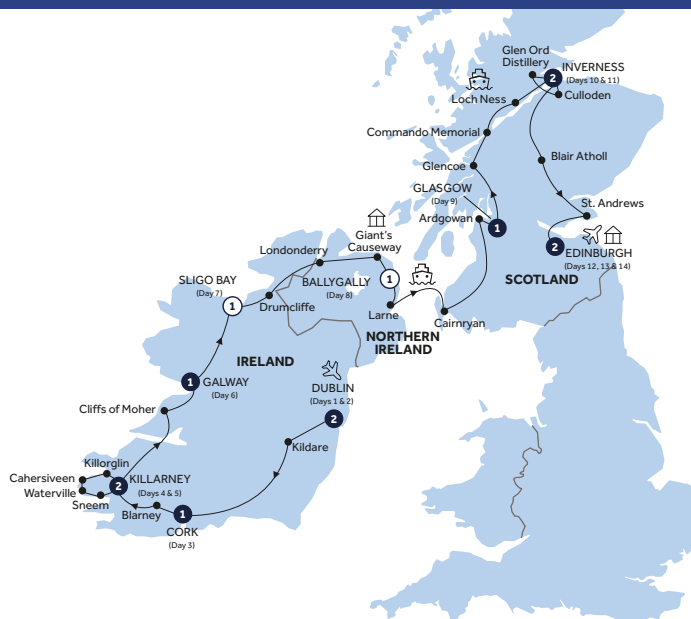 Glen Ord
Distillery
2
INVERNESS
(Days 10 & 11)
Culloden
Loch Ness
Commando Memorial
Blair Atholl
Glencoe
GLASGOW
(Day 9)
St. Andrews
Ardgowan
1
2
EDINBURGH
(Days 12, 13 & 14)
SCOTLAND
Giant's
Causeway
Londonderry
SLIGO BAY
(Day 7)
BALLYGALLY
(Day 8)
1
1
Drumcliffe
Larne
Cairnryan
NORTHERN
IRELAND
IRELAND
1
GALWAY
(Day 6)
DUBLIN
(Days 1 & 2)
2
Cliffs of Moher
Kildare
Killorglin
Cahersiveen
2
KILLARNEY
(Days 4 & 5)
Waterville
Sneem
Blarney
1
CORK
(Day 3)